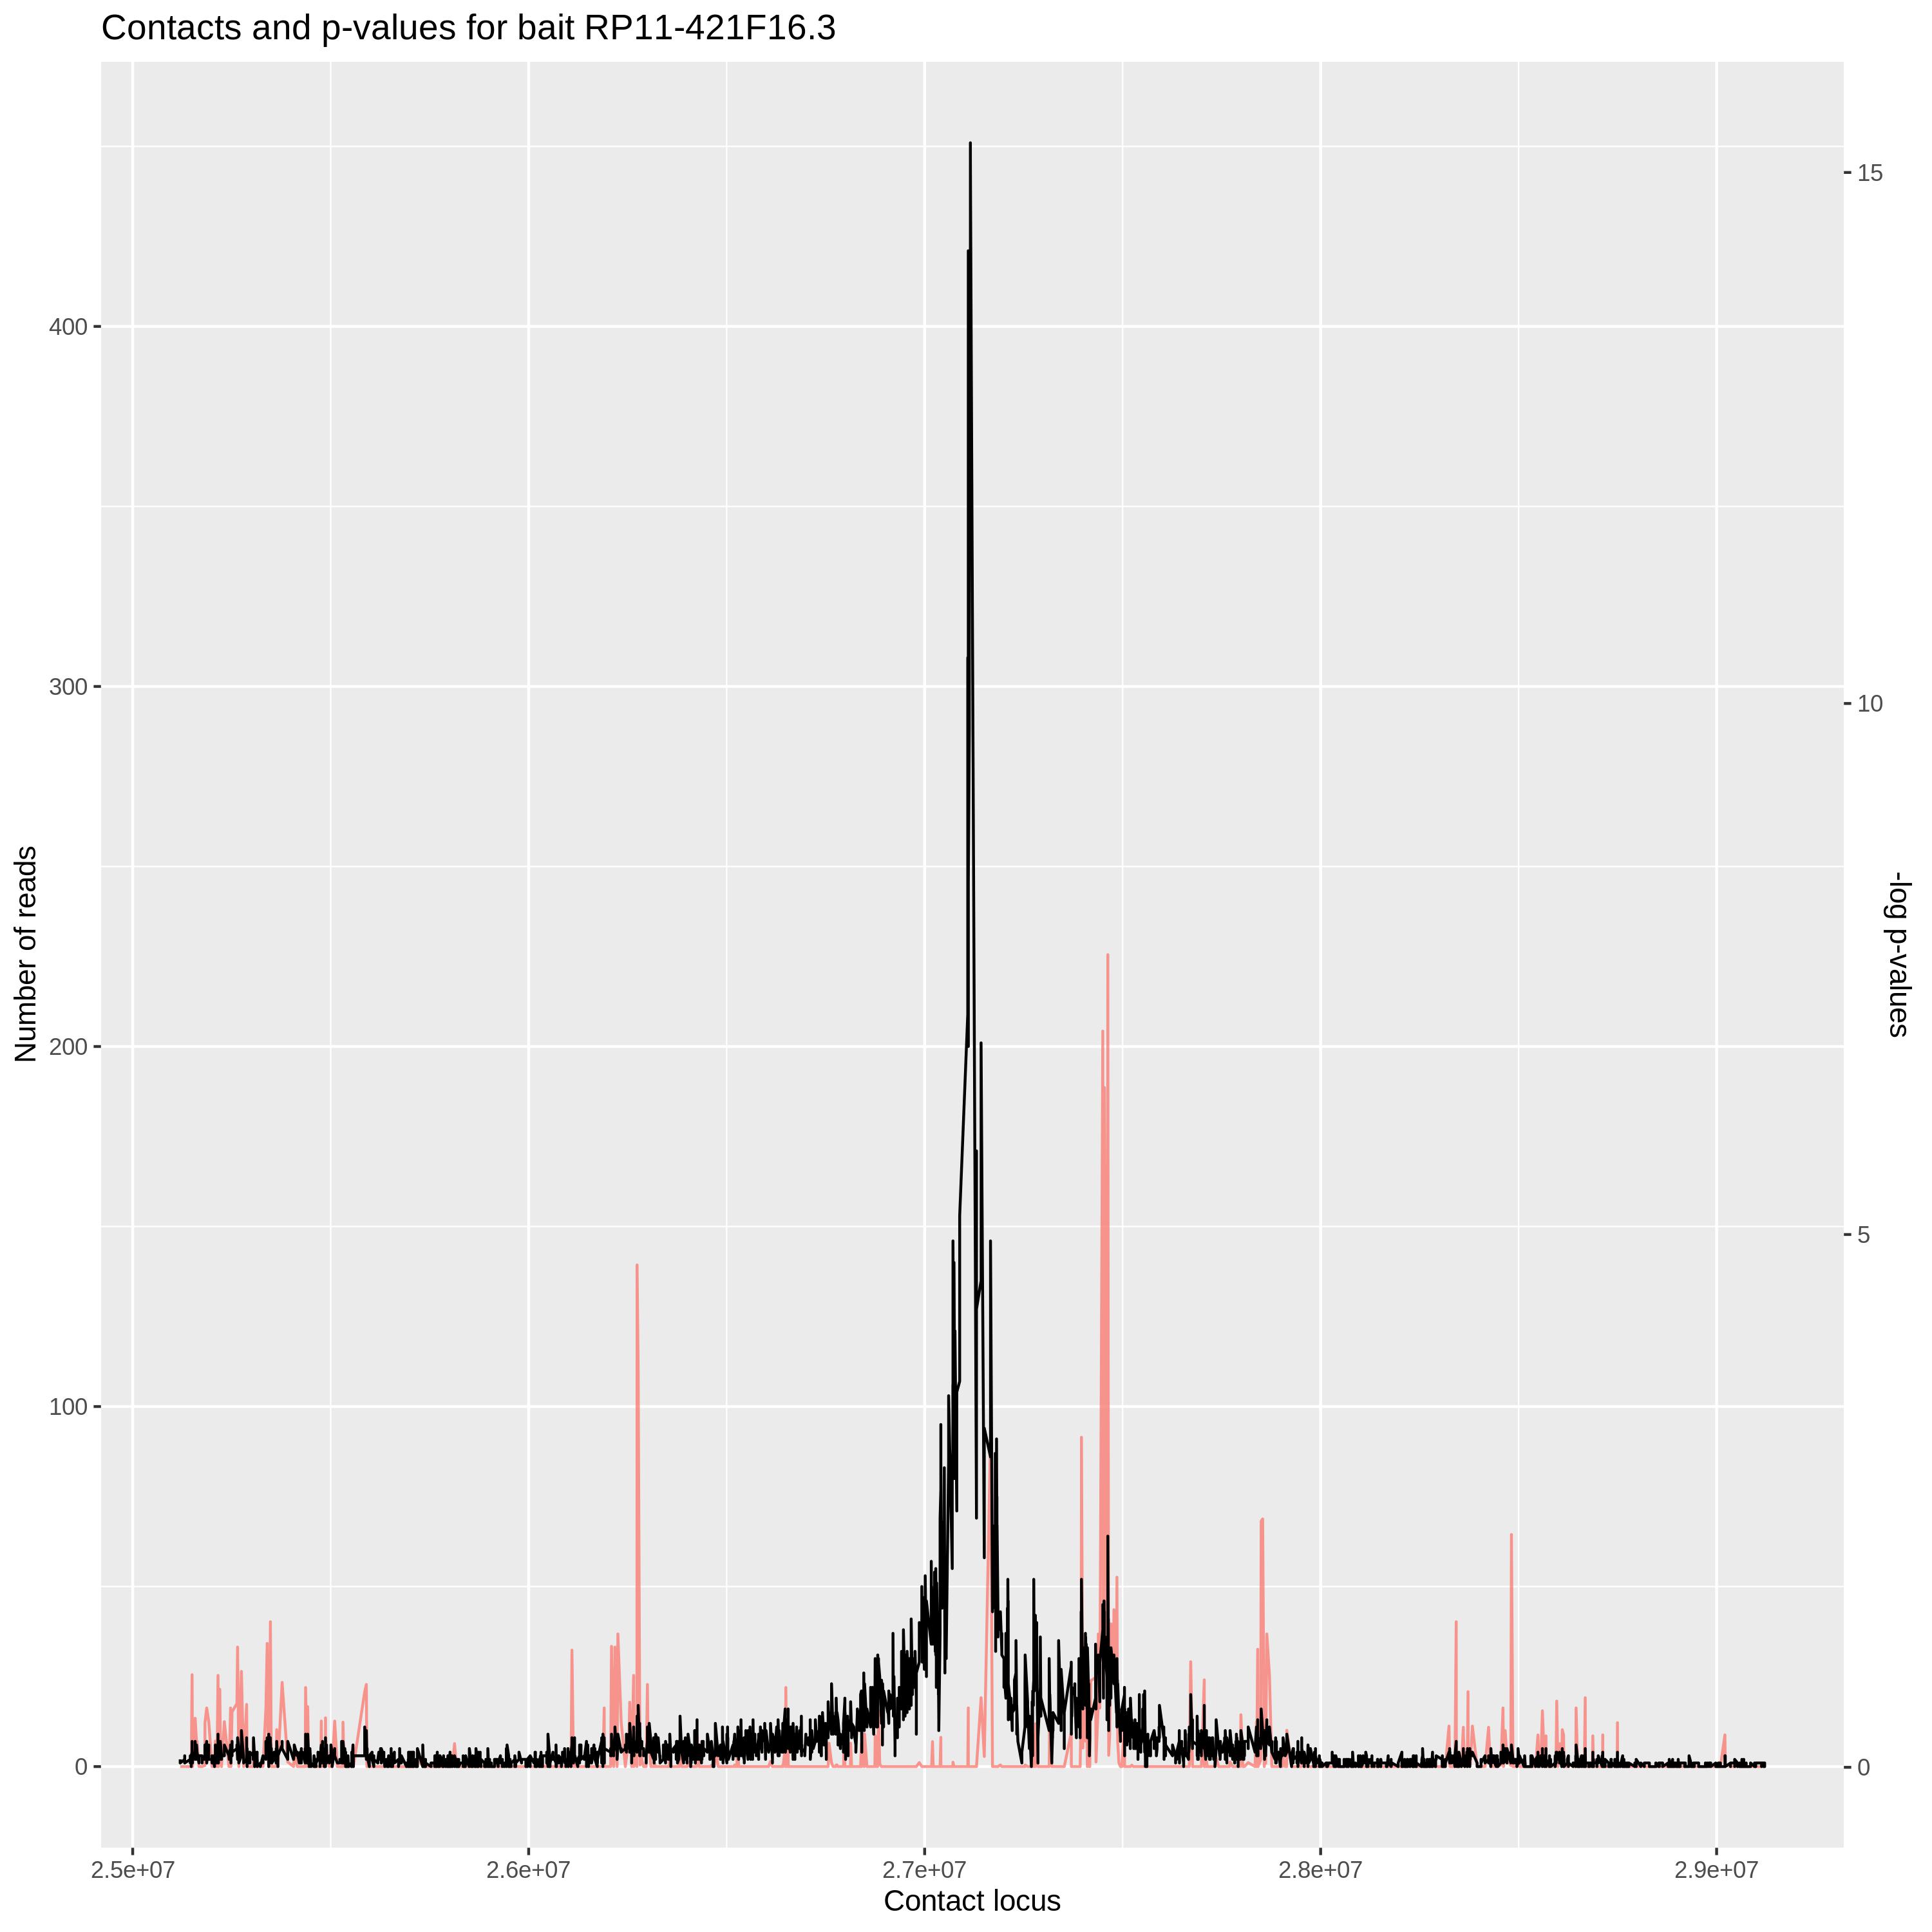 Contacts and p-values for bait RP11-421F16.3
Number of reads
400
300
200
100
0
15
10
5
0
-log p-values
2.5e+07 2.6e+07 2.7e+07 2.8e+07 2.9e+07
Contact locus